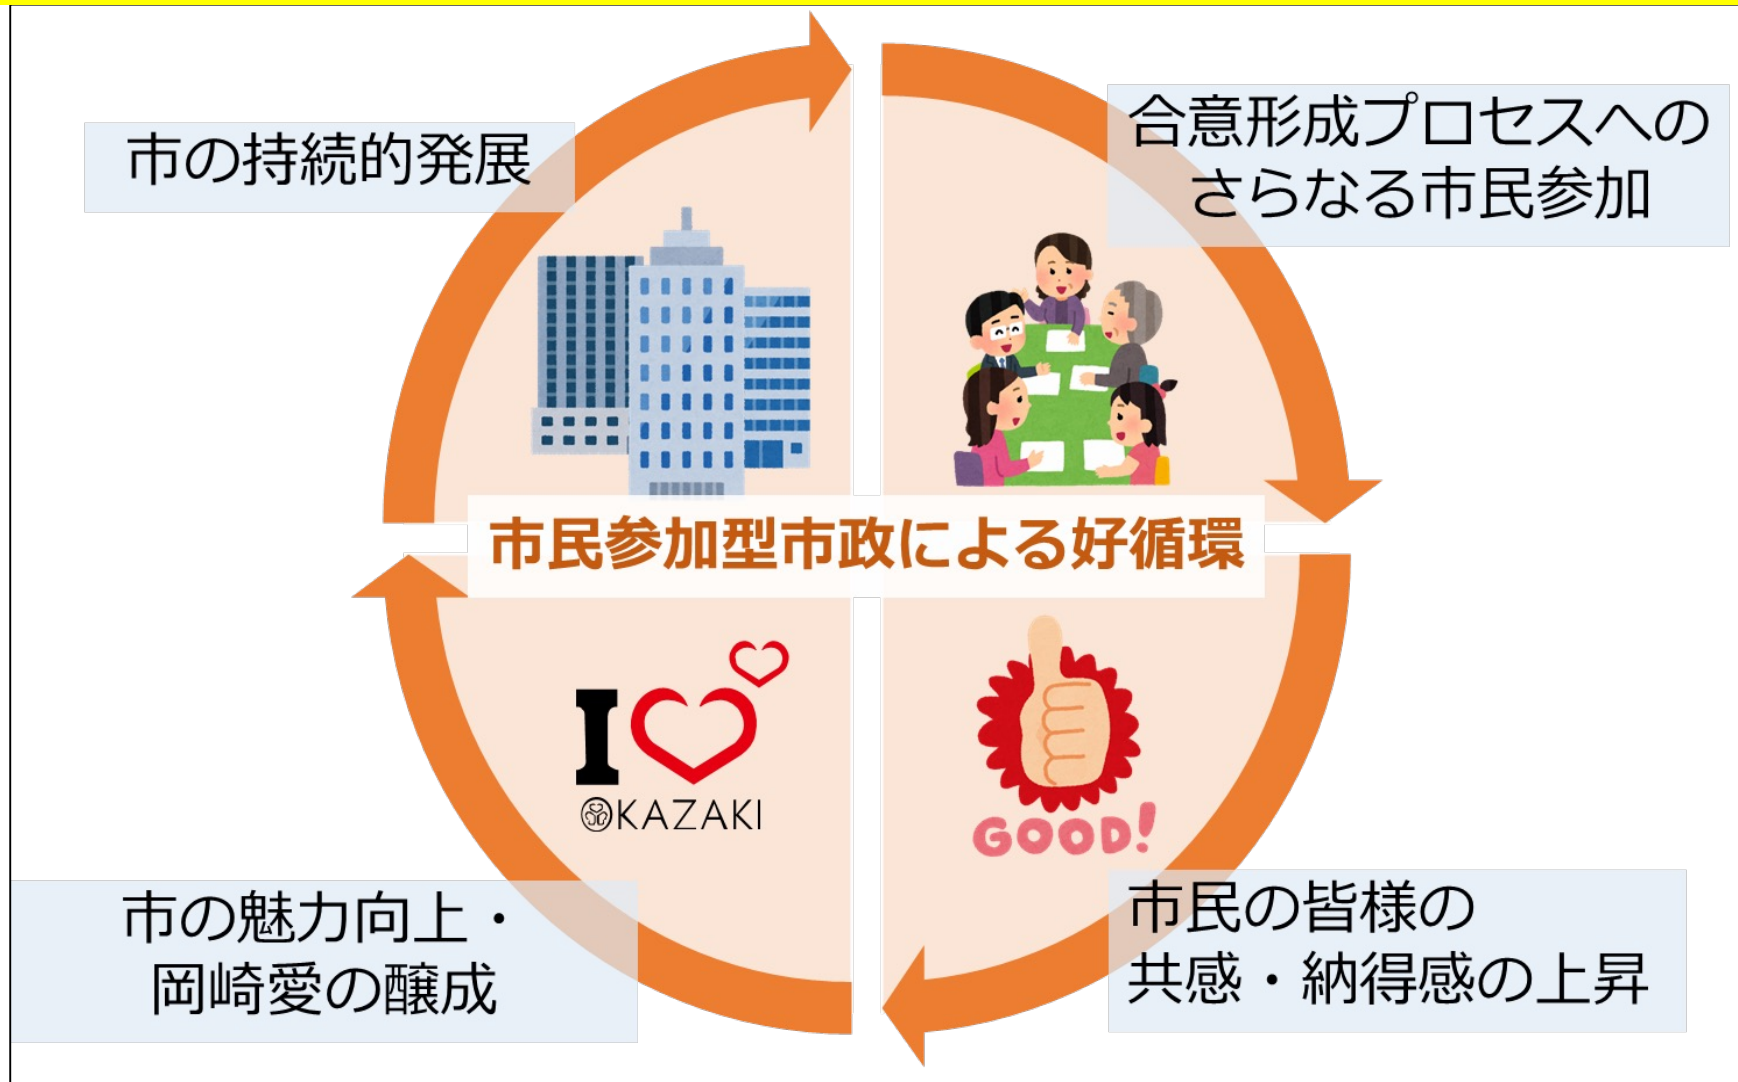 市の持続的発展
合意形成プロセスへの
さらなる市民参加
市民参加型市政による好循環
I
OKAZAKI
GOOD!
市の魅力向上・
岡崎愛の醸成
市民の皆様の
共感・納得感の上昇